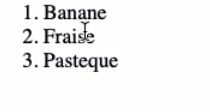 1. Banane
2. Fraise
3. Pasteque